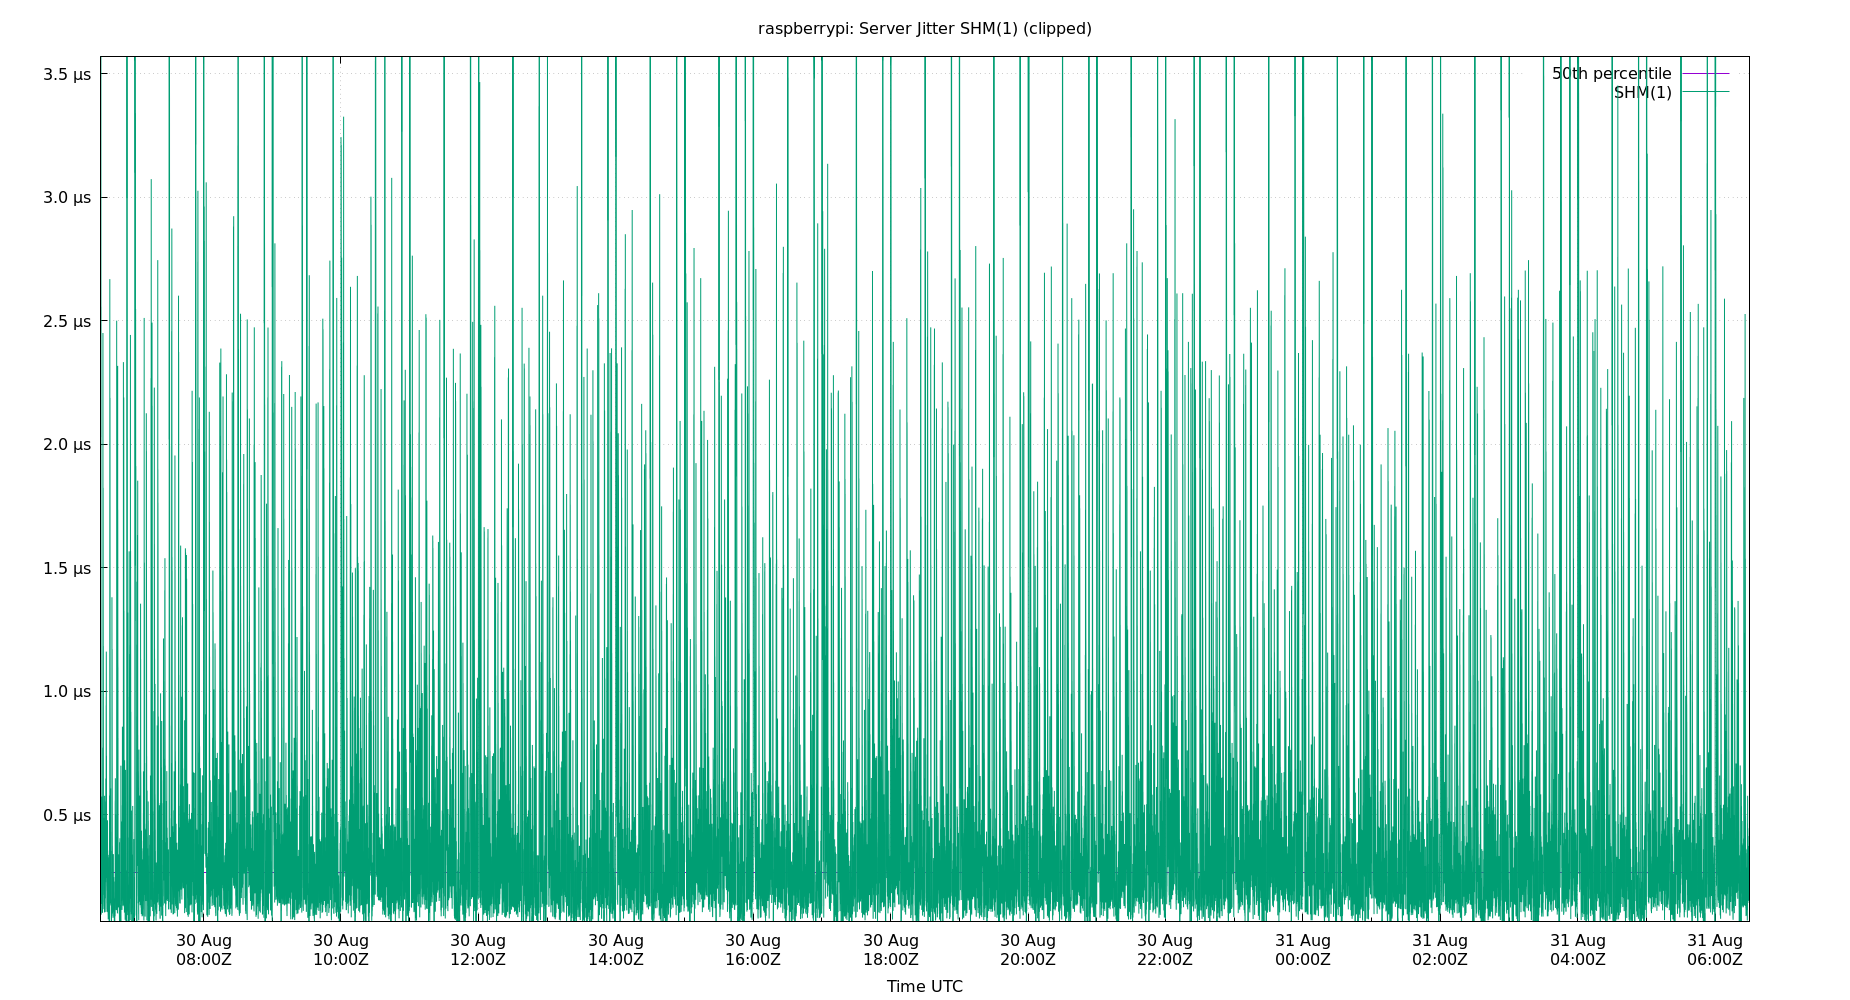 raspberrypi: Server Jitter SHM(1) (clipped)
3.5 µs
3.0 µs
2.5 µs
2.0 µs
1.5 µs
1.0 µs
0.5 µs
50th percentile
SHM(1)
30 Aug 30 Aug 30 Aug 30 Aug 30 Aug 30 Aug 30 Aug 30 Aug 31 Aug 31 Aug 31 Aug 31 Aug
08:00Z 10:00Z 12:00Z 14:00Z 16:00Z 18:00Z 20:00Z 22:00Z 00:00Z 02:00Z 04:00Z 06:00Z
Time UTC